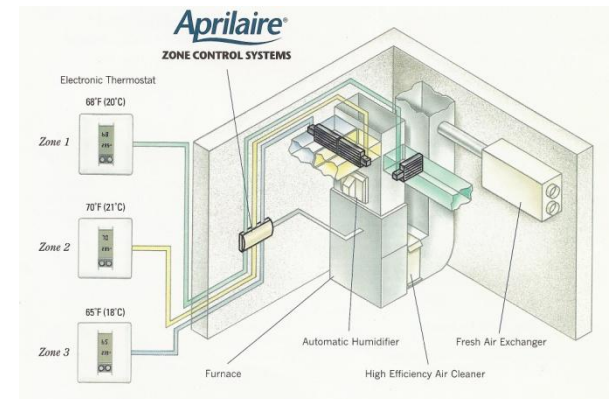 Aprilaire®
ZONE CONTROL SYSTEMS
Electronic Thermostat
68°F (20°C)
Zone 1
70°F (21°C)
Zone 2
65°F (18°C)
Zone 3
Automatic Humidifier
Fresh Air Exchanger
Furnace
High Efficiency Air Cleaner